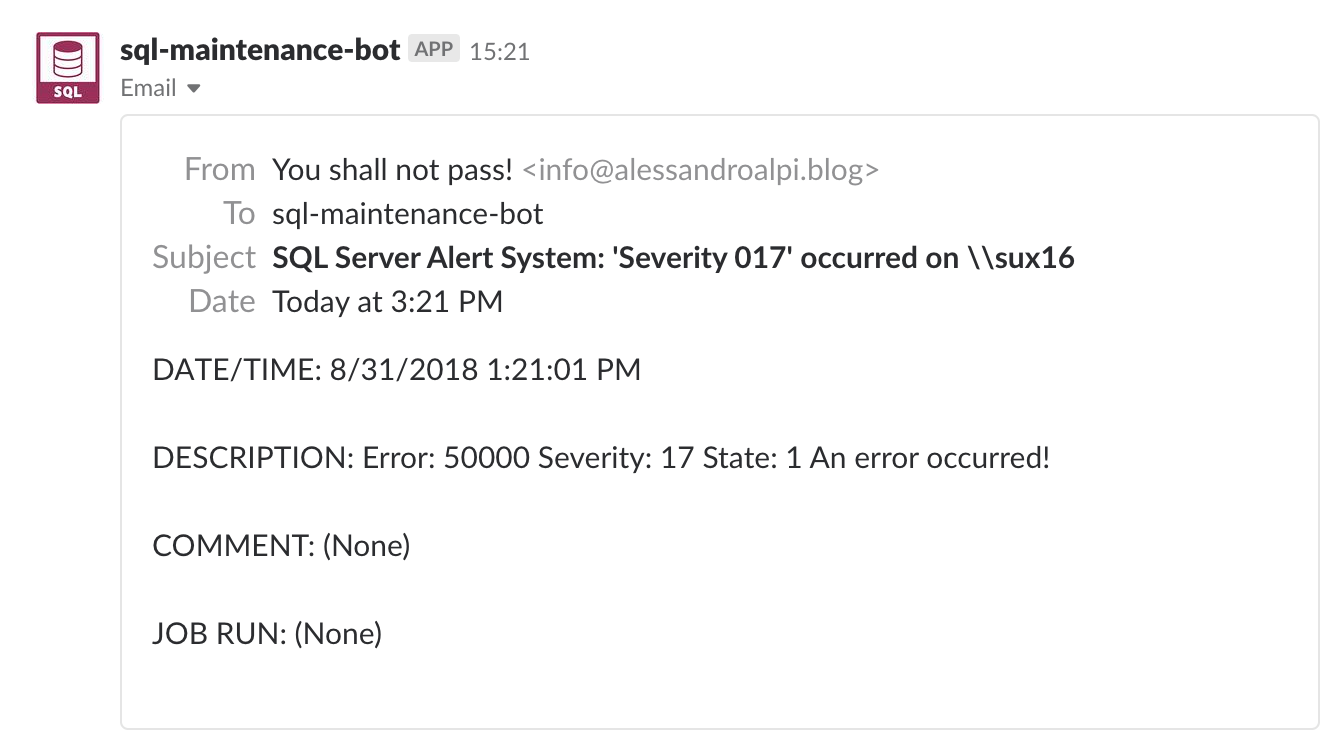 sql-maintenance-bot APP 15:21
SQL
Email
From You shall not pass! <info@alessandroalpi.blog>
To sql-maintenance-bot
Subject SQL Server Alert System: 'Severity 017' occurred on \\sux16
Date Today at 3:21 PM
DATE/TIME: 8/31/2018 1:21:01 PM
DESCRIPTION: Error: 50000 Severity: 17 State: 1 An error occurred!
COMMENT: (None)
JOB RUN: (None)